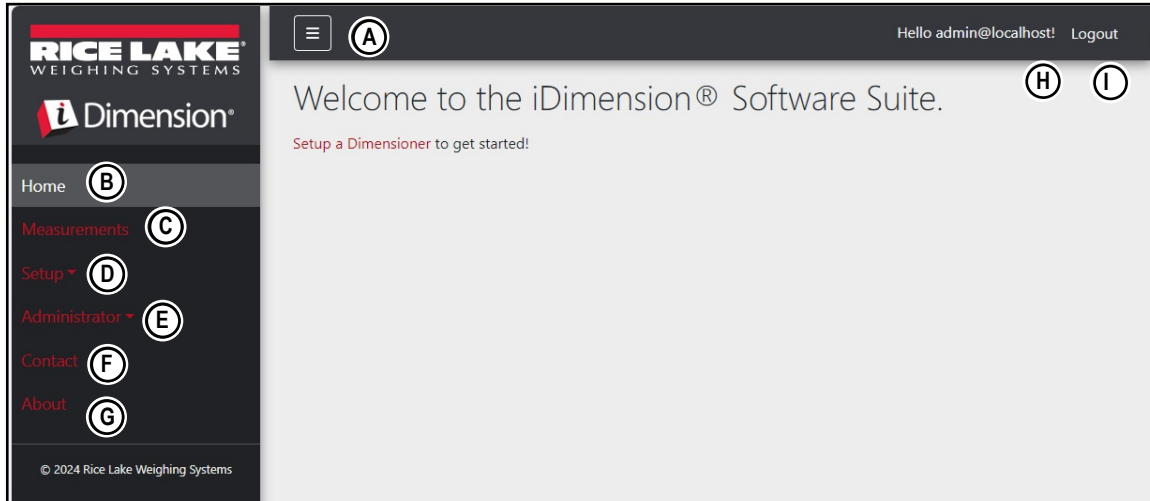 RICE LAKE®
WEIGHING SYSTEMS
i Dimension®
Home B
Measurements C
Setup D
Administrator E
Contact F
About G
© 2024 Rice Lake Weighing Systems
A
Hello admin@localhost! Logout
H I
Welcome to the iDimension® Software Suite.
Setup a Dimensioner to get started!